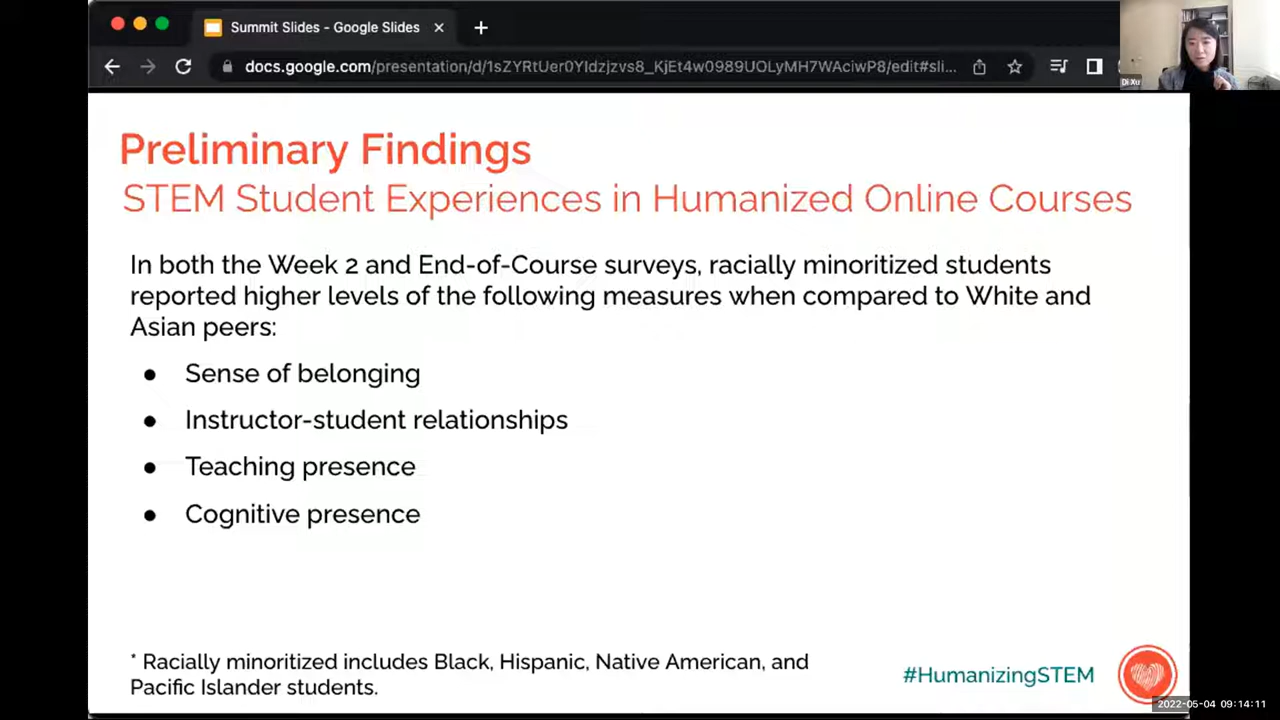 Summit Slides - Google Slides
docs.google.com/presentation/d/1sZYRtUer0YIdzjzvs8_KjEt4w0989UOLyMH7WAciwP8/edit#sli...
Di Xu
Preliminary Findings
STEM Student Experiences in Humanized Online Courses
In both the Week 2 and End-of-Course surveys, racially minoritized students
reported higher levels of the following measures when compared to White and
Asian peers:
● Sense of belonging
● Instructor-student relationships
● Teaching presence
● Cognitive presence
* Racially minoritized includes Black, Hispanic, Native American, and
Pacific Islander students.
#HumanizingSTEM
2022-05-04 09:14:11